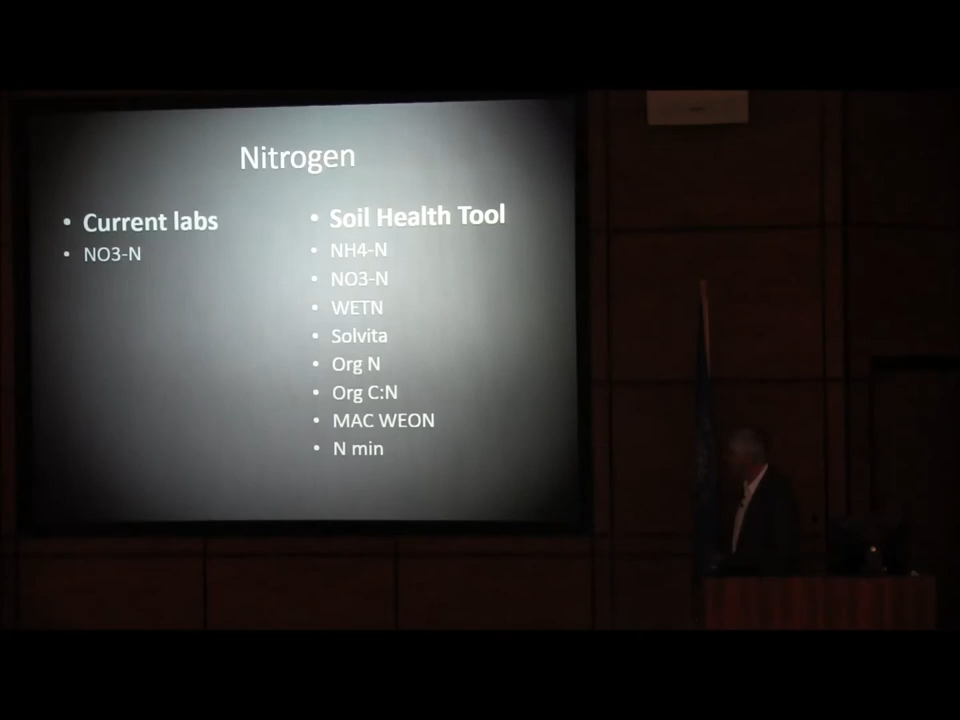 Nitrogen
• Current labs
• NO3-N
• Soil Health Tool
• NH4-N
• NO3-N
• WETN
• Solvita
• Org N
• Org C:N
• MAC WEON
• N min